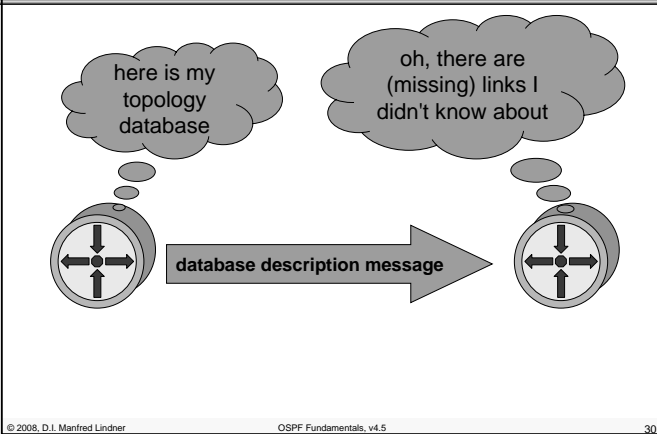 here is my
topology
database
oh, there are
(missing) links I
didn't know about
database description message
© 2008, D.I. Manfred Lindner
OSPF Fundamentals, v4.5
30